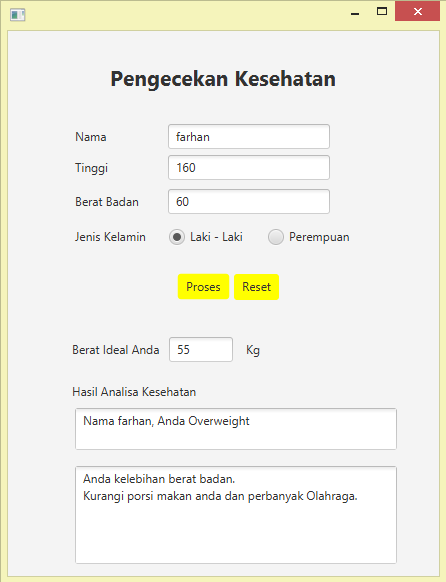 Pengecekan Kesehatan
Nama farhan
Tinggi 160
Berat Badan 60
Jenis Kelamin Laki - Laki Perempuan
Proses Reset
Berat Ideal Anda 55 Kg
Hasil Analisa Kesehatan
Nama farhan, Anda Overweight
Anda kelebihan berat badan.
Kurangi porsi makan anda dan perbanyak Olahraga.